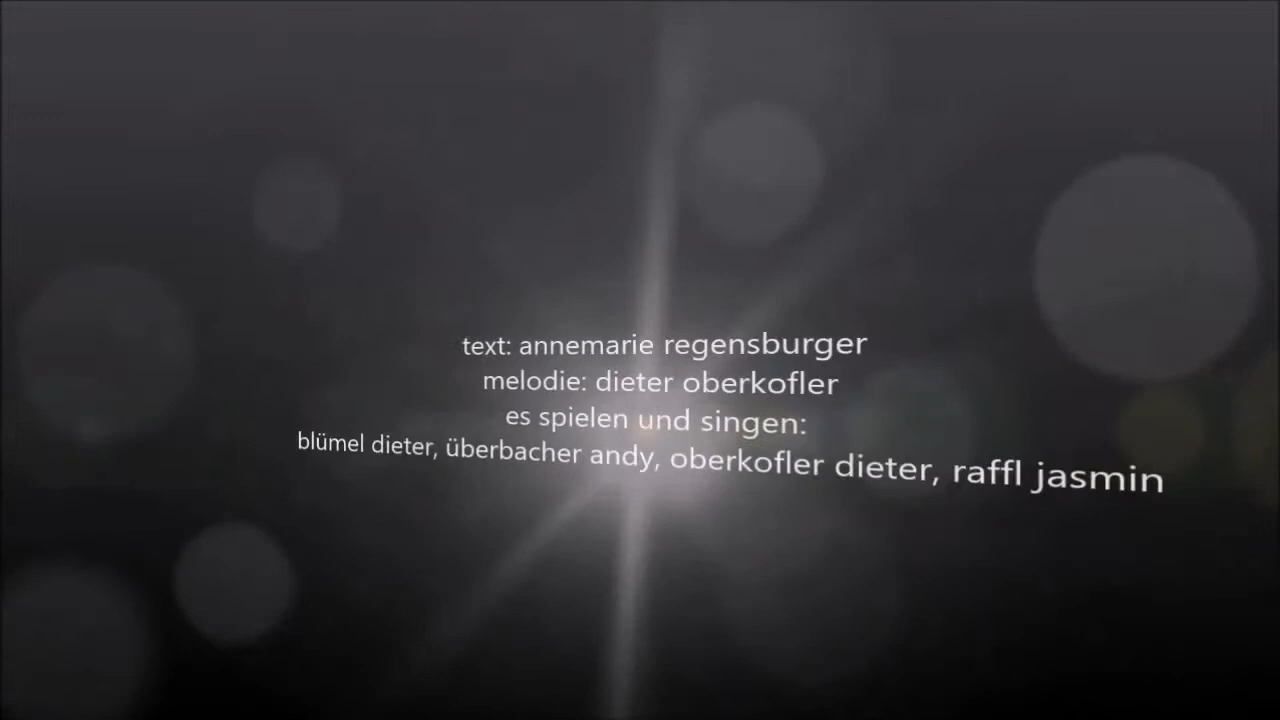 text: annemarie regensburger
melodie: dieter oberkofler
es spielen und singen:
blümel dieter, überbacher andy, oberkofler dieter, raffl jasmin